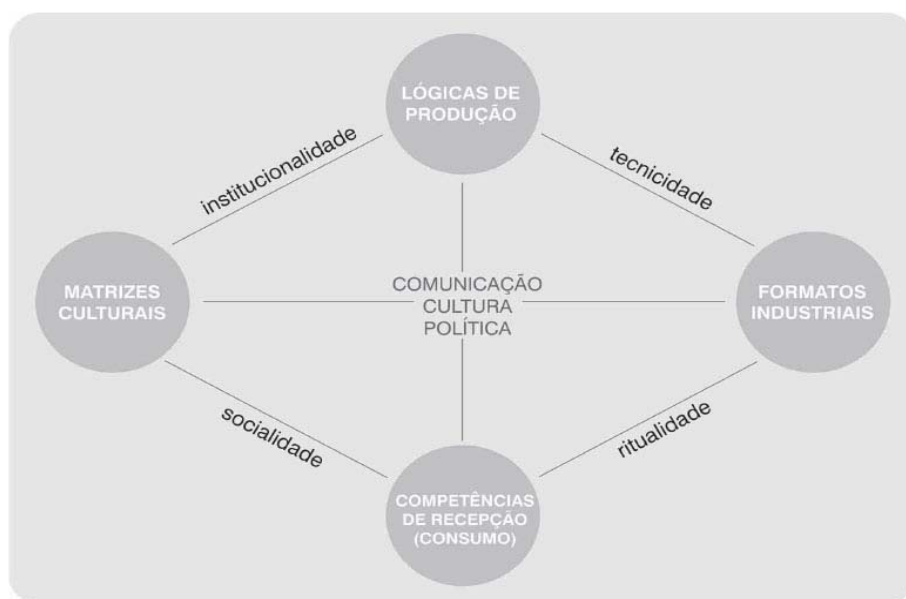 LÓGICAS DE
PRODUÇÃO
institucionalidade
tecnicidade
MATRIZES
CULTURAIS
COMUNICAÇÃO
CULTURA
POLÍTICA
FORMATOS
INDUSTRIAIS
socialidade
ritualidade
COMPETÊNCIAS
DE RECEPÇÃO
(CONSUMO)